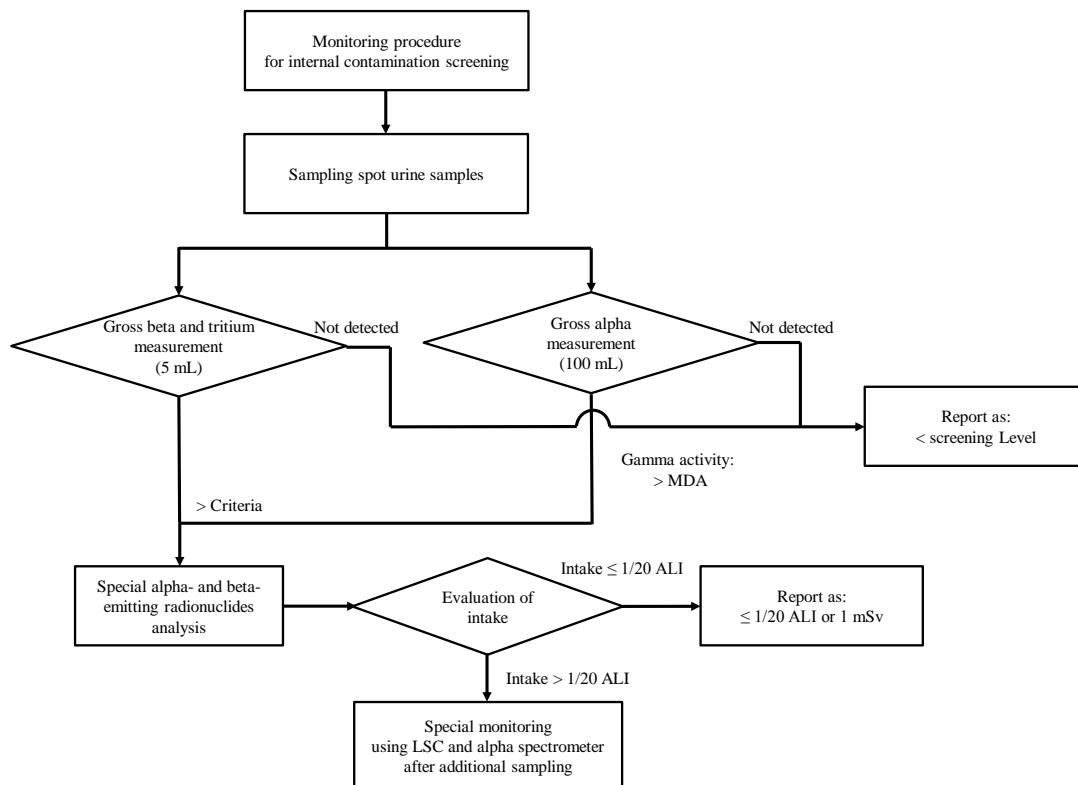 Monitoring procedure
for internal contamination screening
Sampling spot urine samples
Gross beta and tritium
measurement
(5 mL)
Not detected
Gross alpha
measurement
(100 mL)
Not detected
Report as:
< screening Level
Gamma activity:
> MDA
> Criteria
Special alpha- and beta-
emitting radionuclides
analysis
Evaluation of
intake
Intake ≤ 1/20 ALI
Report as:
≤ 1/20 ALI or 1 mSv
Intake > 1/20 ALI
Special monitoring
using LSC and alpha spectrometer
after additional sampling